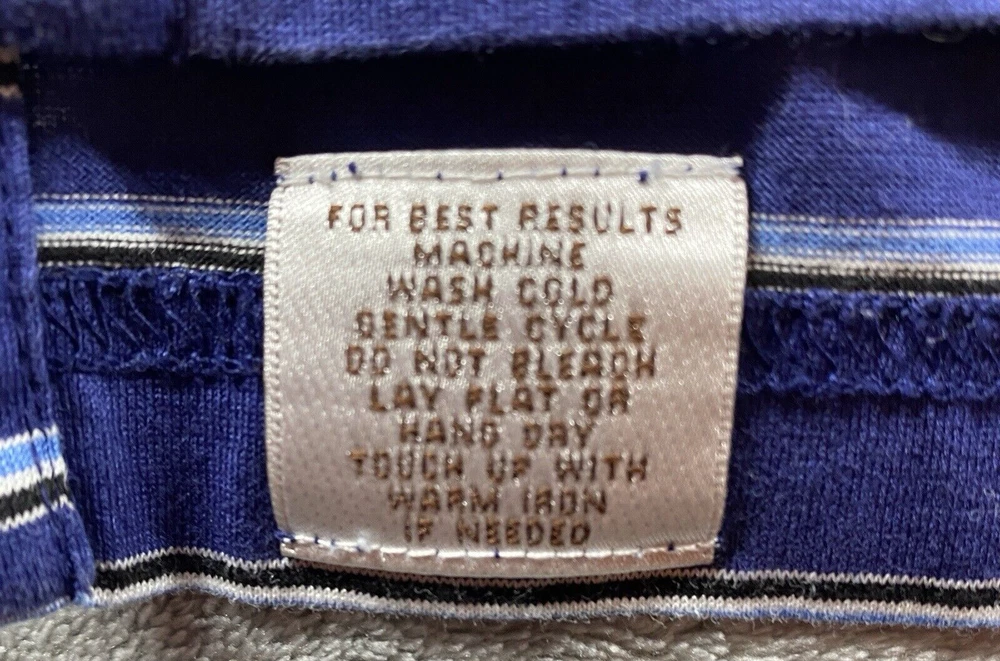 FOR BEST RESULTS
MACHINE
WASH COLD
GENTLE CYCLE
DO NOT BLEACH
LAY FLAT OR
HANG DRY
TOUCH UP WITH
WARM IRON
IF NEEDED